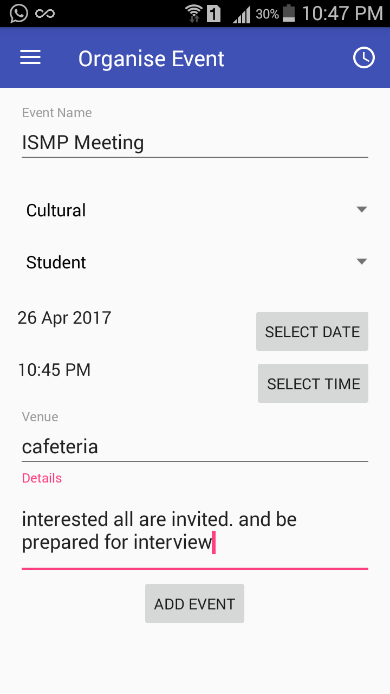 1 30% 10:47 PM
Organise Event
Event Name
ISMP Meeting
Cultural
Student
26 Apr 2017
SELECT DATE
10:45 PM
SELECT TIME
Venue
cafeteria
Details
interested all are invited. and be
prepared for interview
ADD EVENT